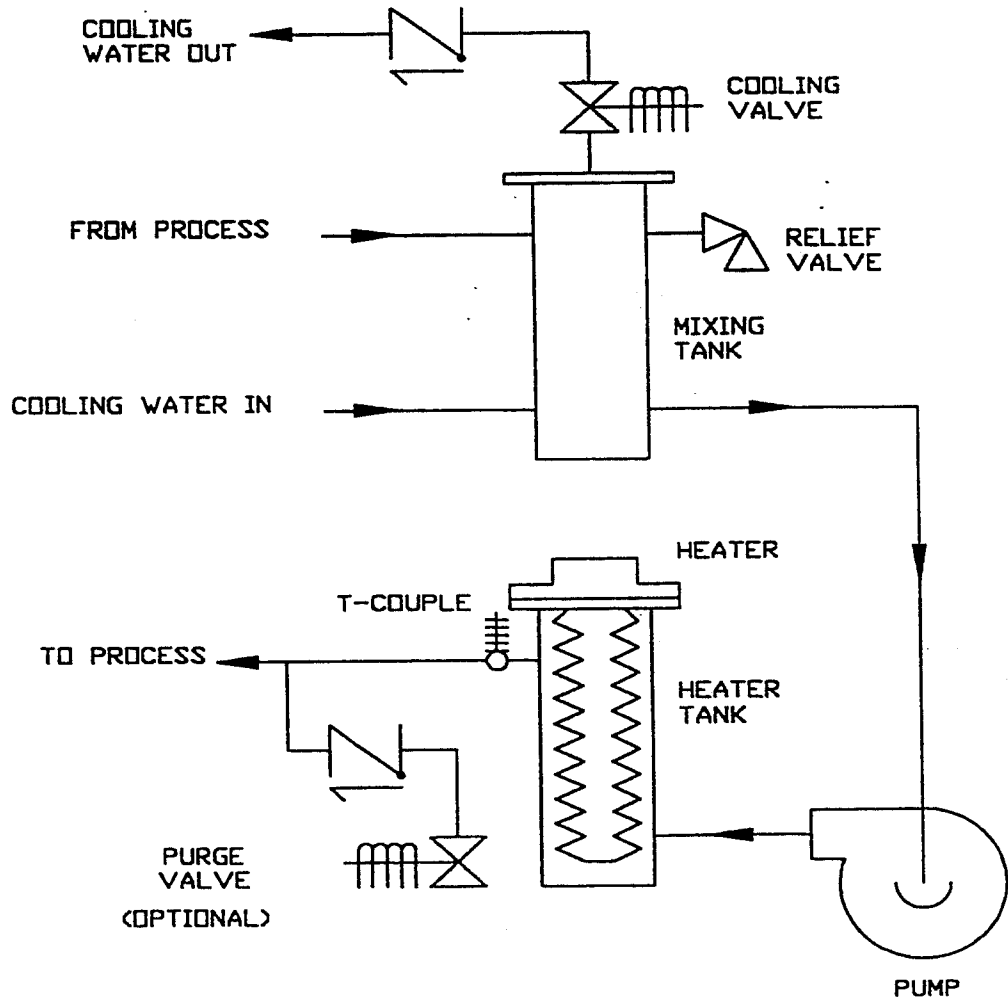 COOLING
WATER OUT
COOLING
VALVE
FROM PROCESS
RELIEF
VALVE
MIXING
TANK
COOLING WATER IN
HEATER
T-COUPLE
TO PROCESS
HEATER
TANK
PURGE
VALVE
(OPTIONAL)
PUMP